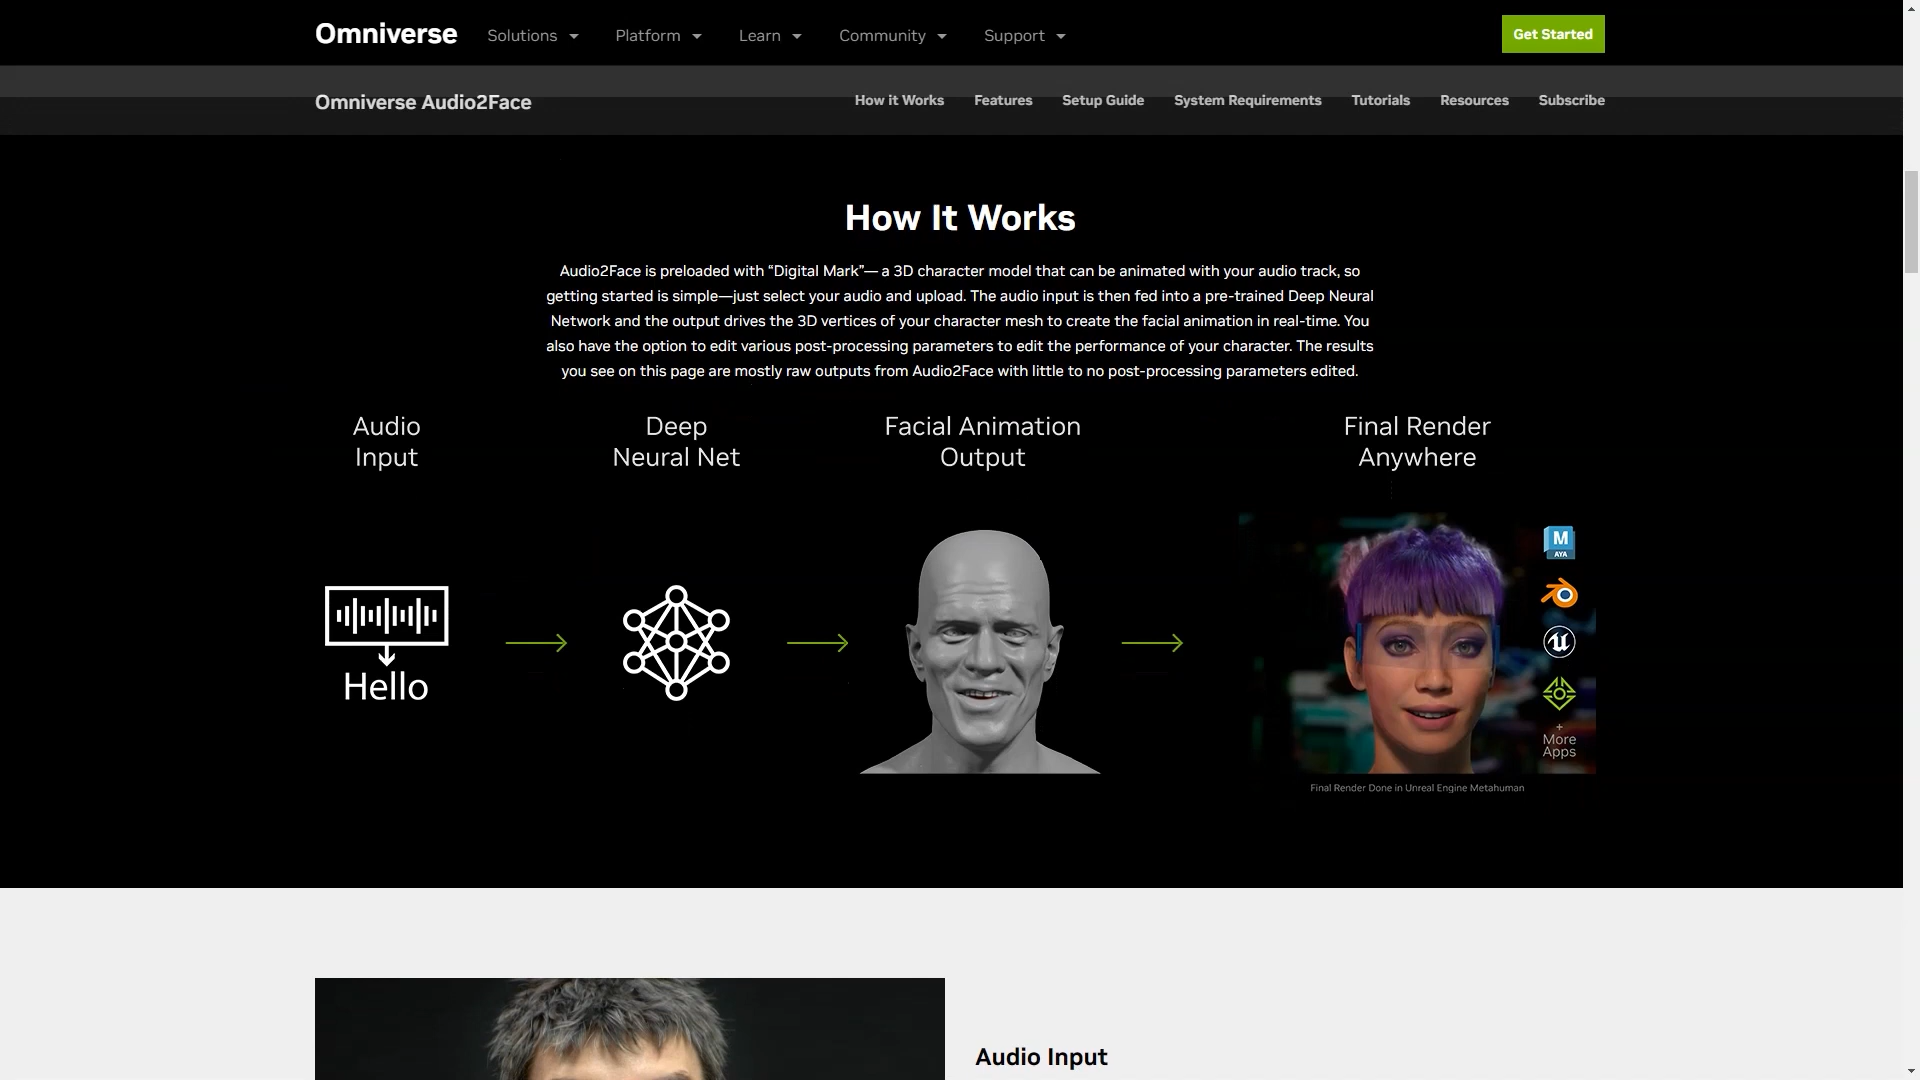 Omniverse Solutions Platform Learn Community Support Get Started
Omniverse Audio2Face How it Works Features Setup Guide System Requirements Tutorials Resources Subscribe
How It Works
Audio2Face is preloaded with “Digital Mark”— a 3D character model that can be animated with your audio track, so
getting started is simple—just select your audio and upload. The audio input is then fed into a pre-trained Deep Neural
Network and the output drives the 3D vertices of your character mesh to create the facial animation in real-time. You
also have the option to edit various post-processing parameters to edit the performance of your character. The results
you see on this page are mostly raw outputs from Audio2Face with little to no post-processing parameters edited.
Audio
Input
Deep
Neural Net
Facial Animation
Output
Final Render
Anywhere
Hello
M
AYA
+
More
Apps
Final Render Done in Unreal Engine Metahuman
Audio Input